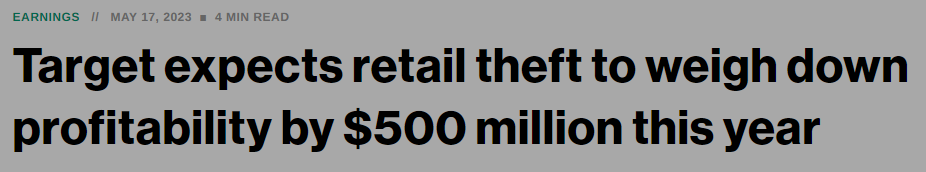 EARNINGS // MAY 17, 2023 ■ 4 MIN READ
Target expects retail theft to weigh down
profitability by $500 million this year